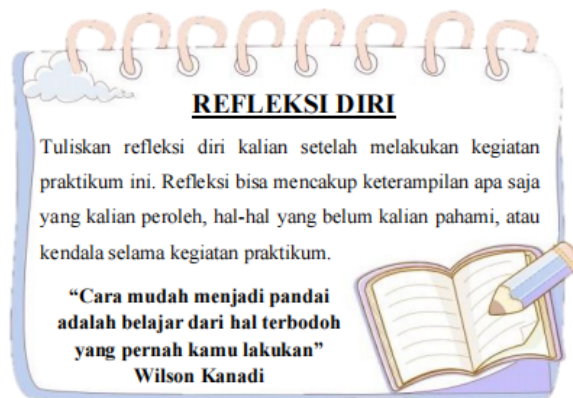 REFLEKSI DIRI
Tuliskan refleksi diri kalian setelah melakukan kegiatan
praktikum ini. Refleksi bisa mencakup keterampilan apa saja
yang kalian peroleh, hal-hal yang belum kalian pahami, atau
kendala selama kegiatan praktikum.
“Cara mudah menjadi pandai
adalah belajar dari hal terbodoh
yang pernah kamu lakukan”
Wilson Kanadi